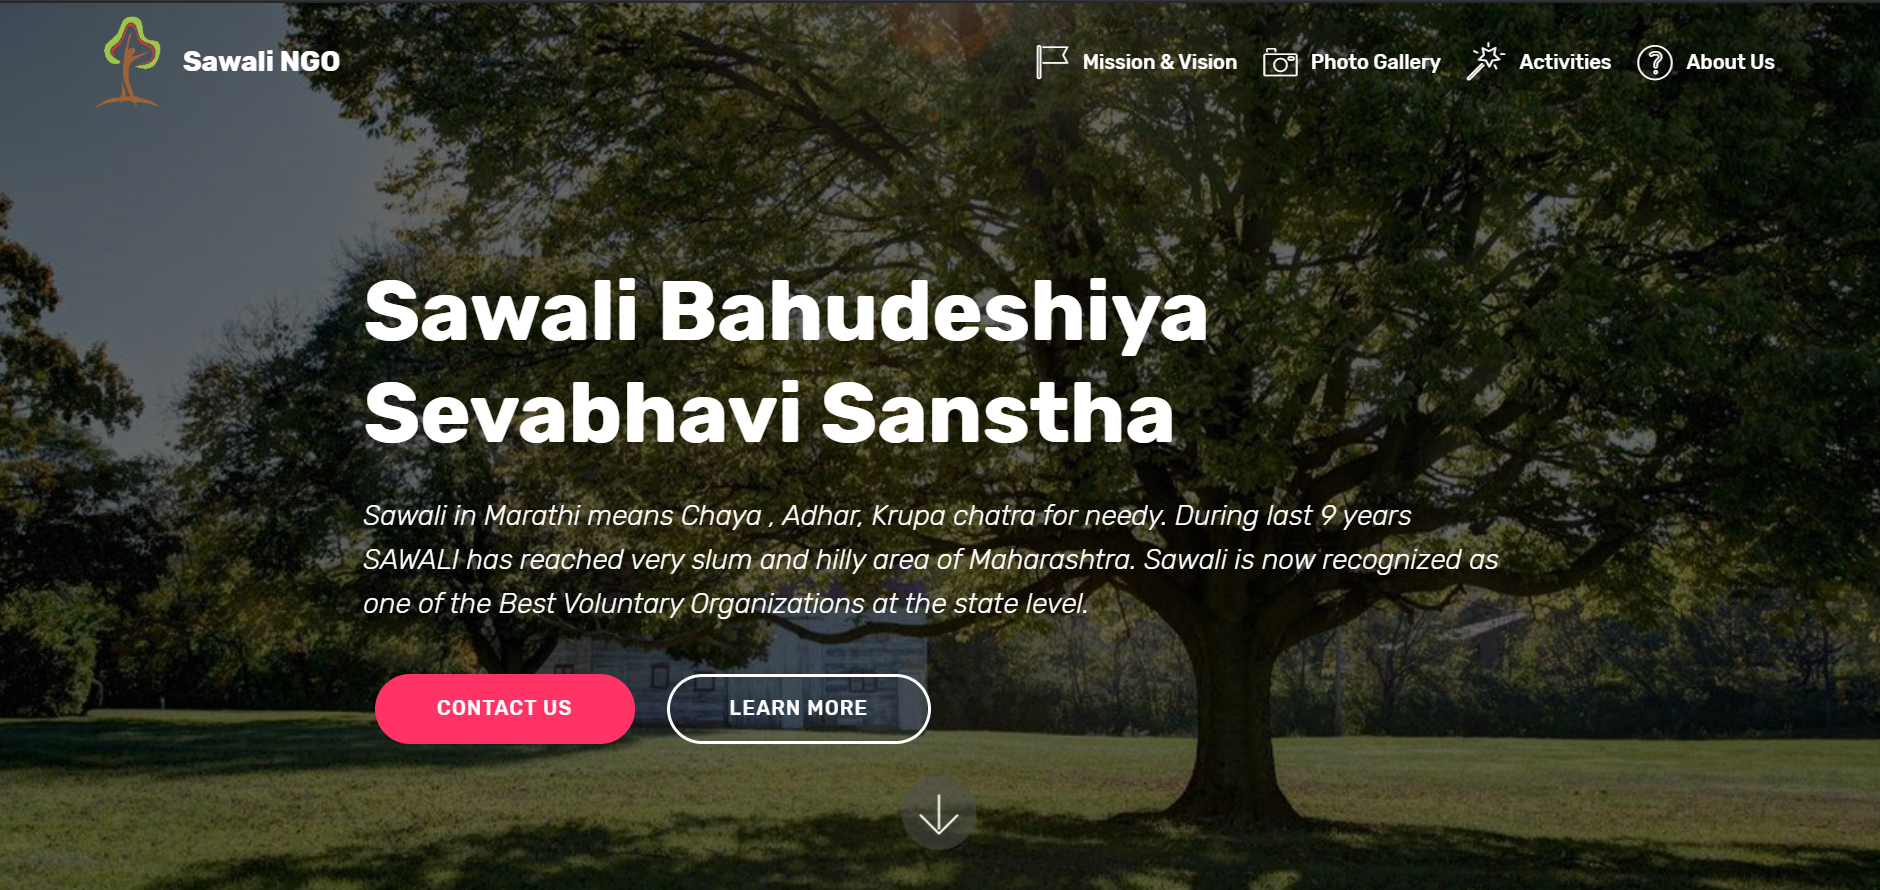 Sawali NGO
Mission & Vision
Photo Gallery
Activities
About Us
Sawali Bahudeshiya
Sevabhavi Sanstha
Sawali in Marathi means Chaya , Adhar, Krupa chatra for needy. During last 9 years
SAWALI has reached very slum and hilly area of Maharashtra. Sawali is now recognized as
one of the Best Voluntary Organizations at the state level.
CONTACT US
LEARN MORE